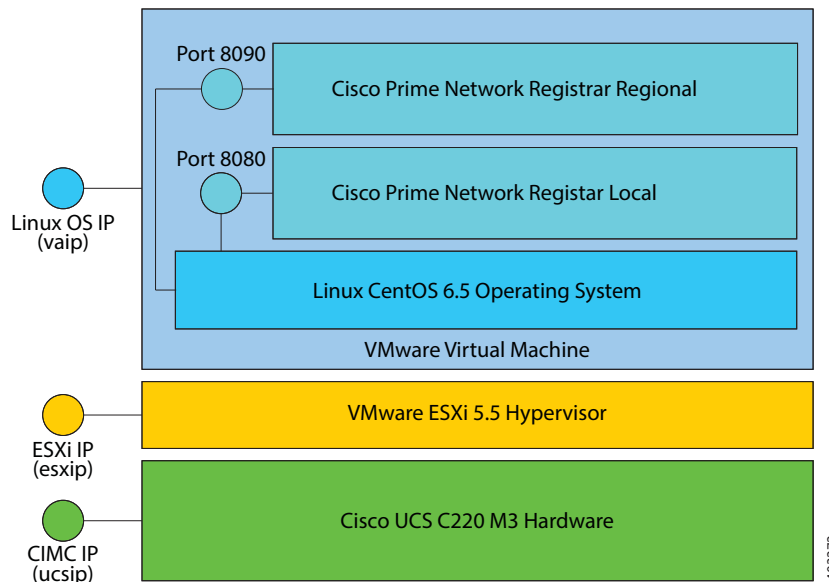 Port 8090
Cisco Prime Network Registrar Regional
Port 8080
Cisco Prime Network Registar Local
Linux OS IP
(vaip)
Linux CentOS 6.5 Operating System
VMware Virtual Machine
VMware ESXi 5.5 Hypervisor
ESXi IP
(esxip)
Cisco UCS C220 M3 Hardware
CIMC IP
(ucsip)